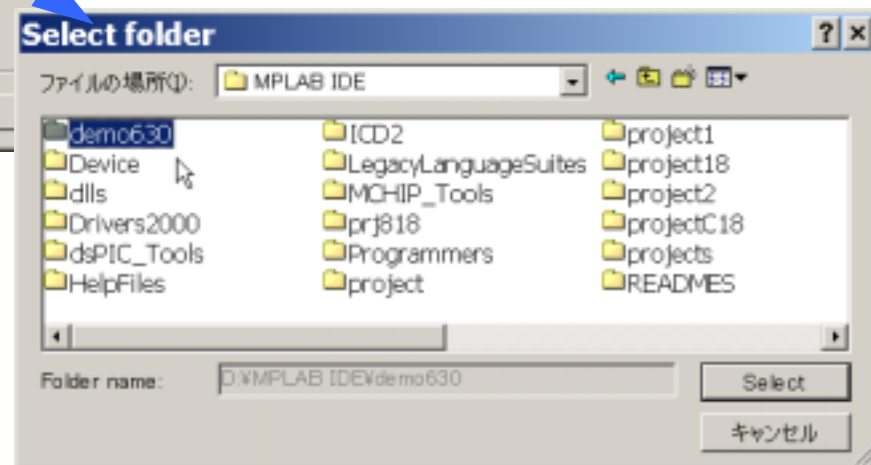 Select folder
ファイルの場所(I): MPLAB IDE
demo630 ICD2 project1
Device LegacyLanguageSuites project18
dlls MCHIP_Tools project2
Drivers2000 prj818 projectC18
dsPIC_Tools Programmers projects
HelpFiles project READMES
Folder name: D:¥MPLAB IDE¥demo630 Select
キャンセル